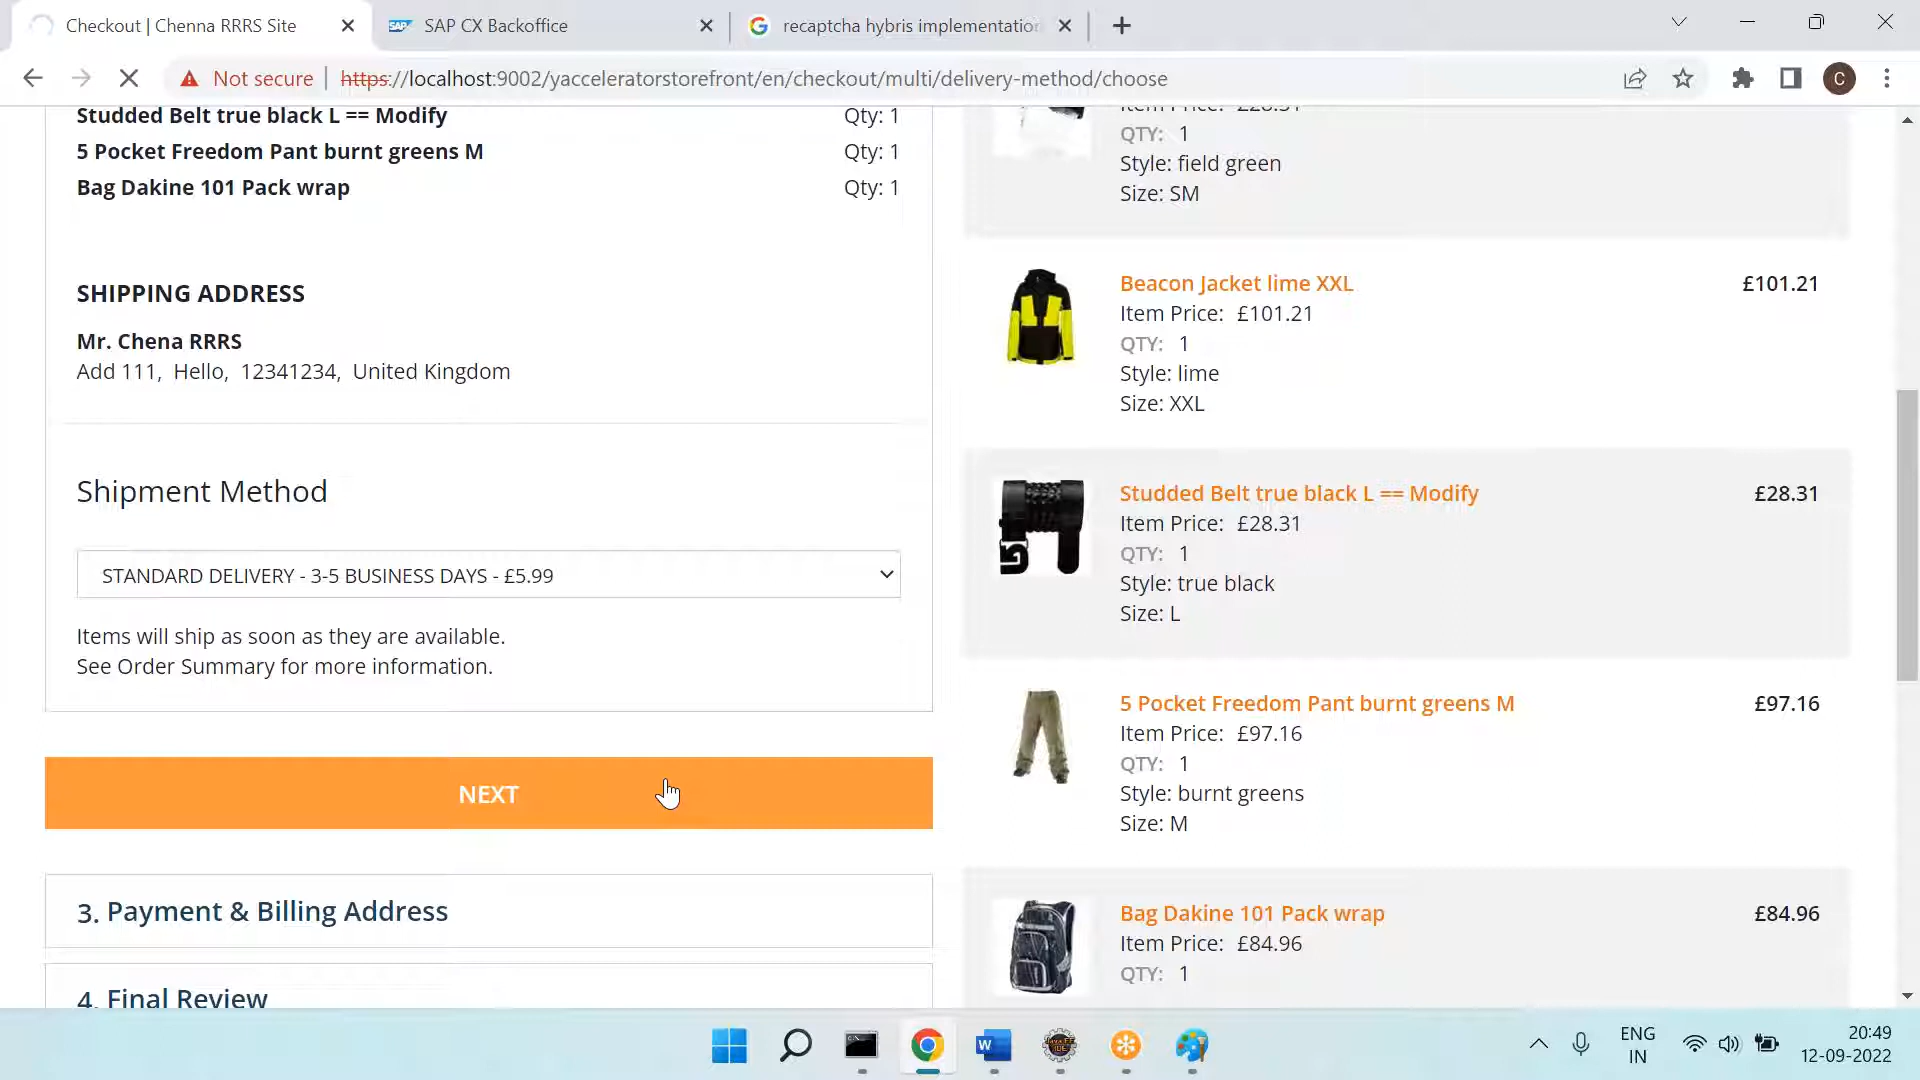 Checkout | Chenna RRRS Site
SAP CX Backoffice
recaptcha hybris implementation
Not secure
https://localhost:9002/yacceleratorstorefront/en/checkout/multi/delivery-method/choose
C
Studded Belt true black L == Modify Qty: 1
5 Pocket Freedom Pant burnt greens M Qty: 1
Bag Dakine 101 Pack wrap Qty: 1
SHIPPING ADDRESS
Mr. Chena RRRS
Add 111, Hello, 12341234, United Kingdom
Shipment Method
STANDARD DELIVERY - 3-5 BUSINESS DAYS - £5.99
Items will ship as soon as they are available.
See Order Summary for more information.
NEXT
3. Payment & Billing Address
4. Final Review
Item Price: £28.31
QTY: 1
Style: field green
Size: SM
Beacon Jacket lime XXL £101.21
Item Price: £101.21
QTY: 1
Style: lime
Size: XXL
Studded Belt true black L == Modify £28.31
Item Price: £28.31
QTY: 1
Style: true black
Size: L
5 Pocket Freedom Pant burnt greens M £97.16
Item Price: £97.16
QTY: 1
Style: burnt greens
Size: M
Bag Dakine 101 Pack wrap £84.96
Item Price: £84.96
QTY: 1
ENG
IN
20:49
12-09-2022